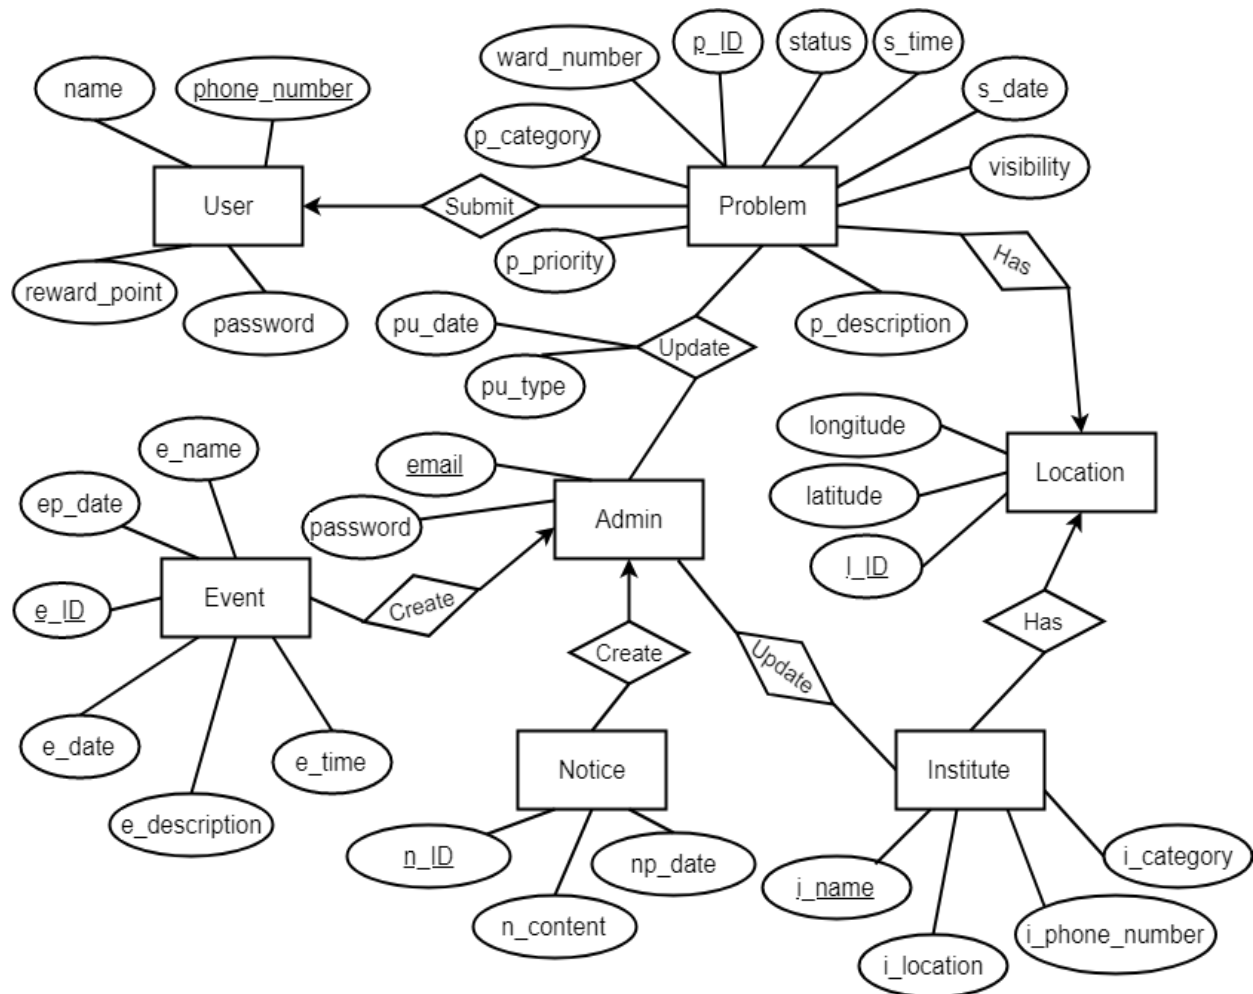 name
phone_number
ward_number
p_ID
status
s_time
s_date
p_category
visibility
User
Submit
Problem
p_priority
Has
reward_point
password
pu_date
Update
p_description
pu_type
e_name
email
longitude
Location
ep_date
password
Admin
latitude
l_ID
e_ID
Event
Create
Create
Update
Has
e_date
e_time
Notice
Institute
e_description
n_ID
np_date
i_name
i_category
n_content
i_phone_number
i_location